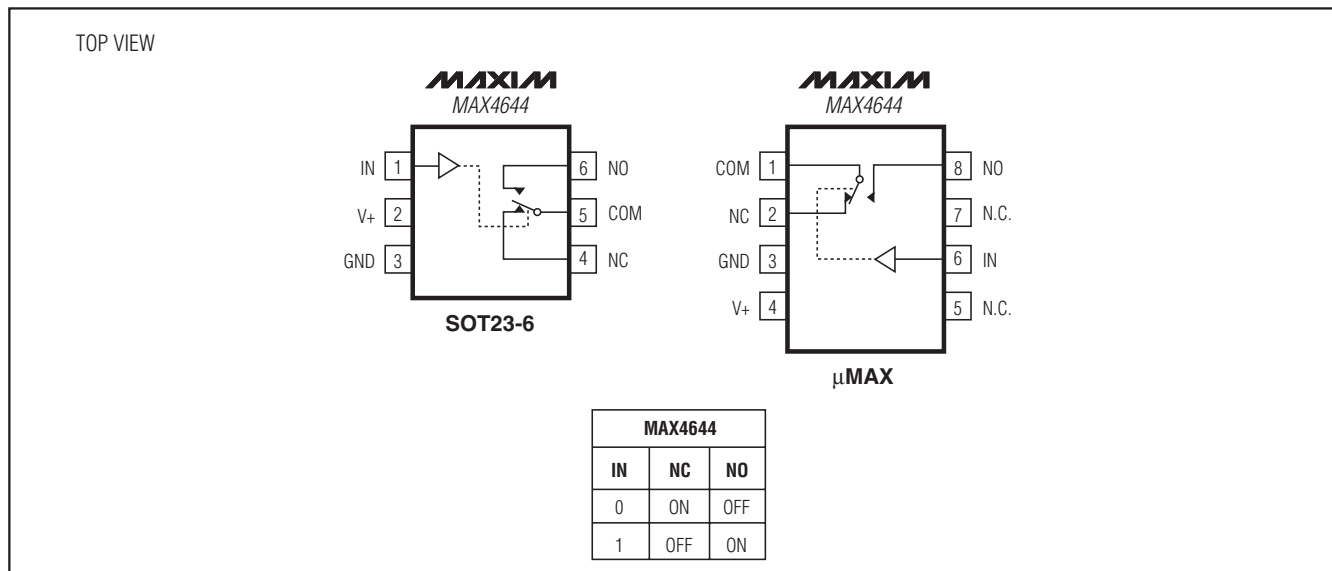 TOP VIEW
MAXIM
MAX4644
IN 1
V+ 2
GND 3
6 NO
5 COM
4 NC
SOT23-6
MAXIM
MAX4644
COM 1
NC 2
GND 3
V+ 4
8 NO
7 N.C.
6 IN
5 N.C.
μMAX
MAX4644
IN NC NO
0 ON OFF
1 OFF ON